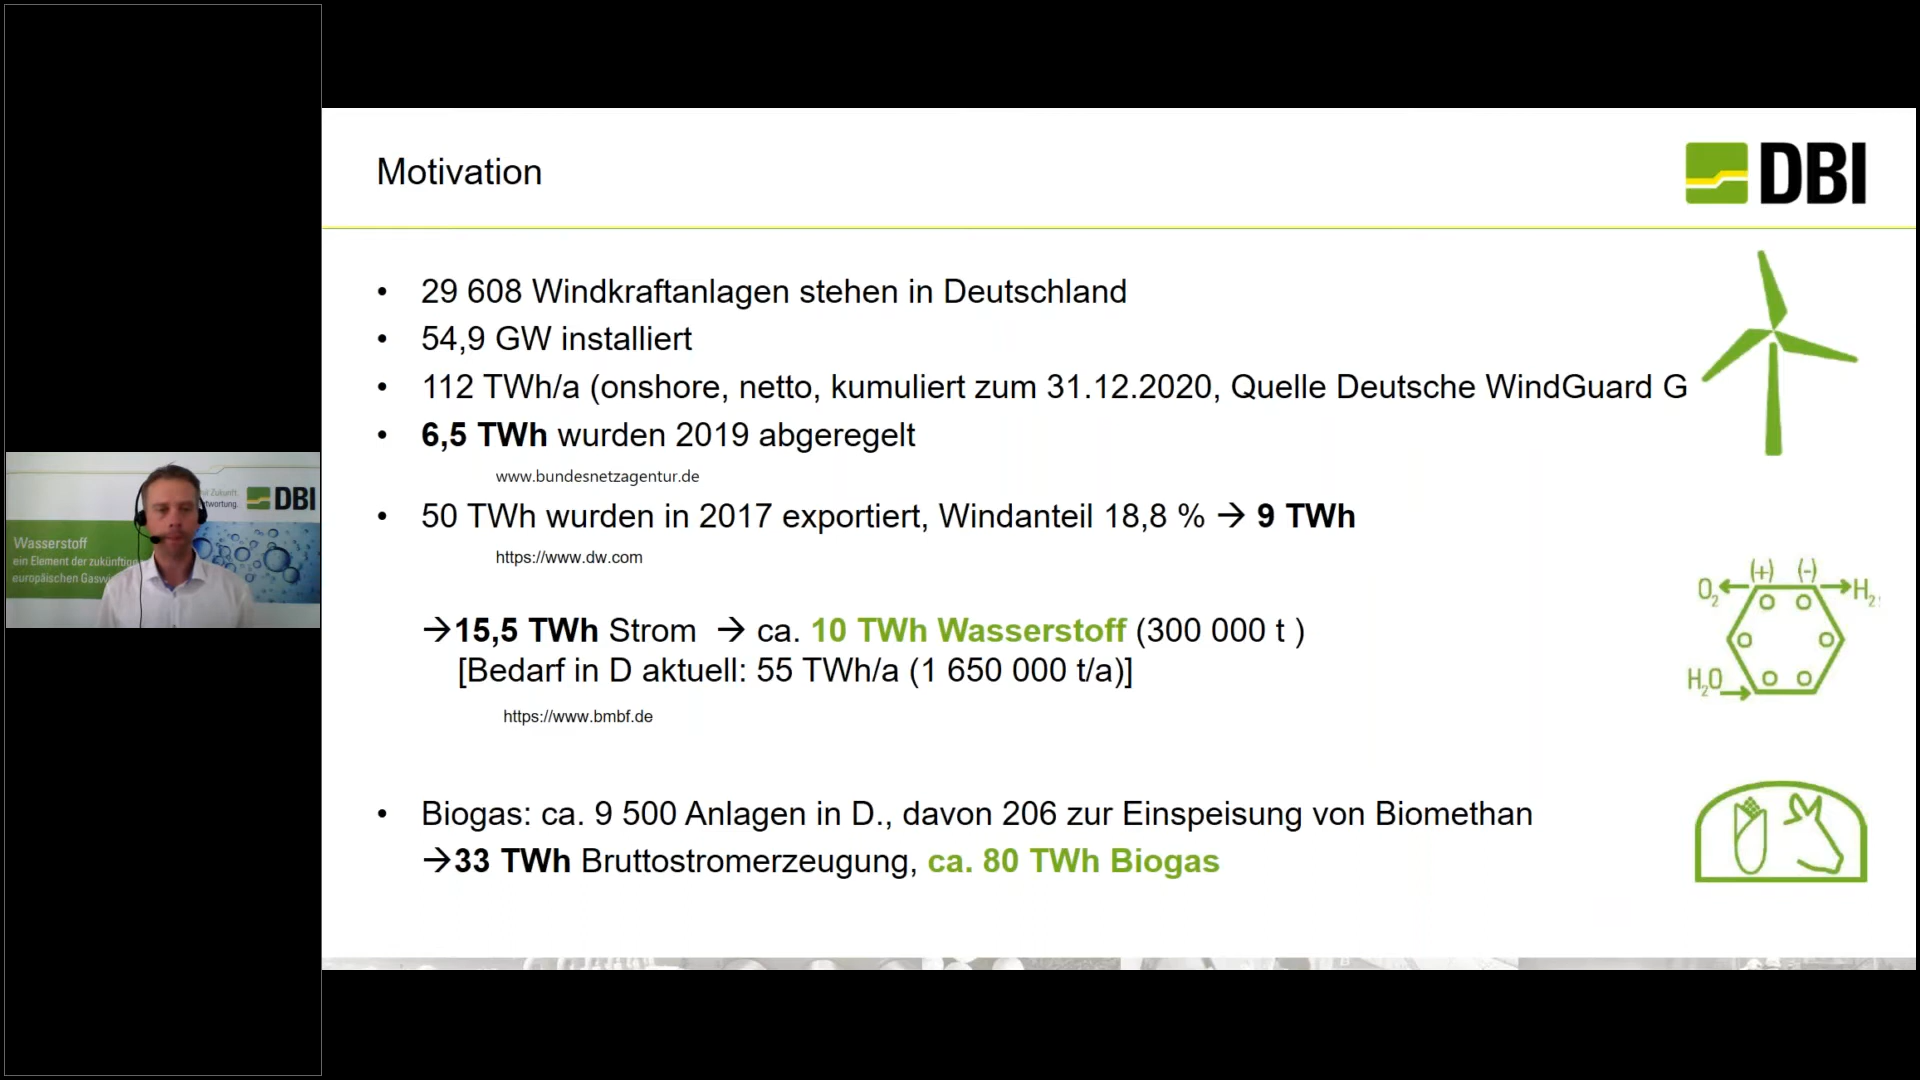 Motivation
DBI
• 29 608 Windkraftanlagen stehen in Deutschland
• 54,9 GW installiert
• 112 TWh/a (onshore, netto, kumuliert zum 31.12.2020, Quelle Deutsche WindGuard G
• 6,5 TWh wurden 2019 abgeregelt
www.bundesnetzagentur.de
• 50 TWh wurden in 2017 exportiert, Windanteil 18,8 % → 9 TWh
https://www.dw.com
→15,5 TWh Strom → ca. 10 TWh Wasserstoff (300 000 t )
[Bedarf in D aktuell: 55 TWh/a (1 650 000 t/a)]
https://www.bmbf.de
• Biogas: ca. 9 500 Anlagen in D., davon 206 zur Einspeisung von Biomethan
→33 TWh Bruttostromerzeugung, ca. 80 TWh Biogas
(+) (-)
O₂ H₂
H₂O
Zukunft.
DBI
Wasserstoff
ein Element der zukünftigen
europäischen